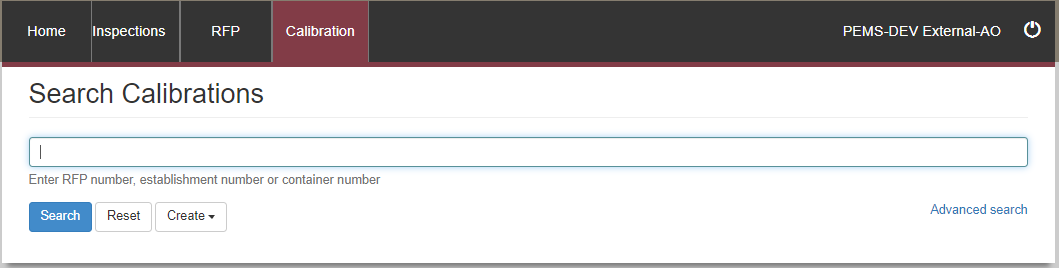 Home Inspections RFP Calibration PEMS-DEV External-AO
Search Calibrations
Enter RFP number, establishment number or container number
Search Reset Create Advanced search